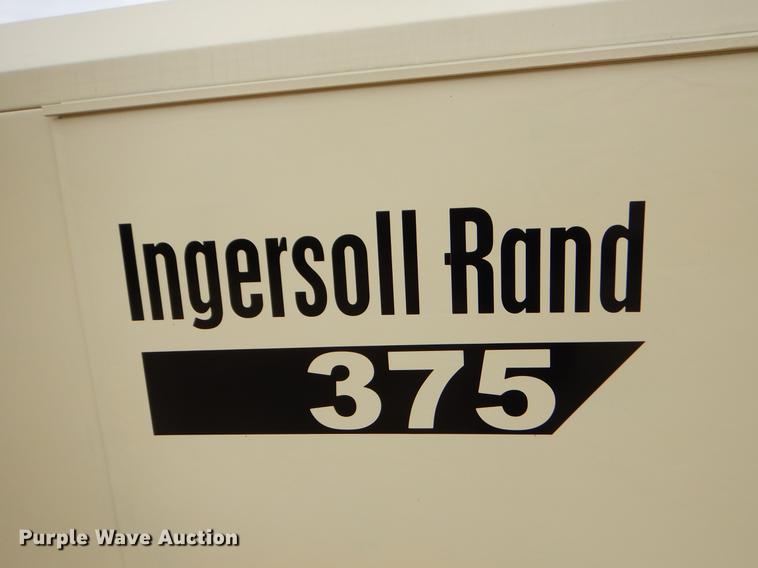 Ingersoll-Rand
375
Purple Wave Auction